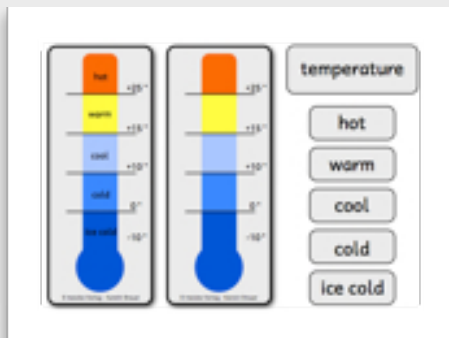 hot
+25°
warm
+15°
cool
+10°
cold
0°
ice cold
-10°
+25°
+15°
+10°
0°
-10°
temperature
hot
warm
cool
cold
ice cold